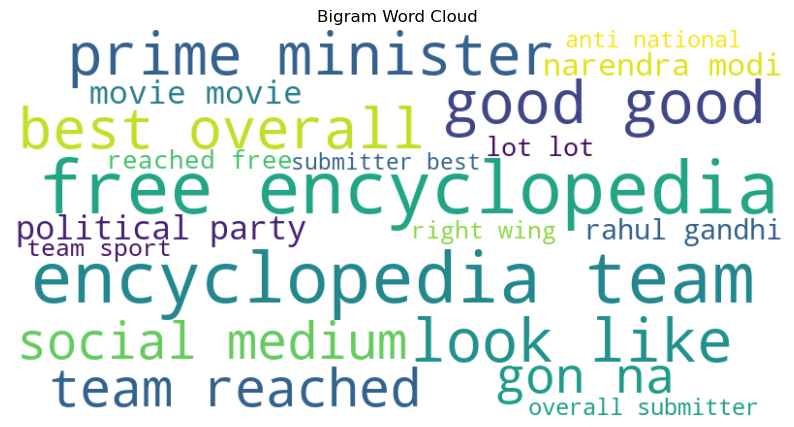 Bigram Word Cloud
anti national
prime minister
narendra modi
movie movie
good good
best overall
lot lot
reached free
submitter best
free encyclopedia
political party
right wing
rahul gandhi
team sport
encyclopedia team
social medium
look like
team reached
gon na
overall submitter